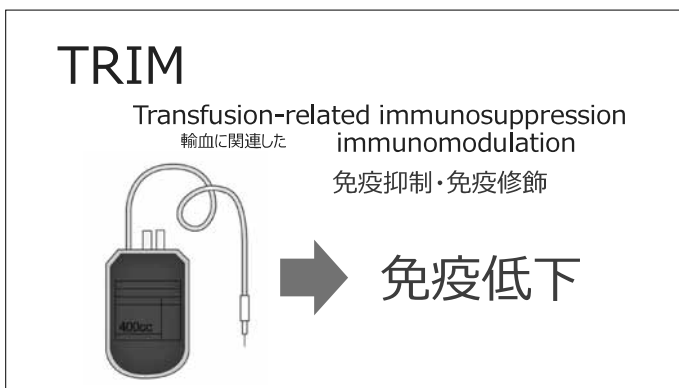 TRIM
Transfusion-related immunosuppression
輸血に関連した immunomodulation
免疫抑制・免疫修飾
免疫低下
400cc